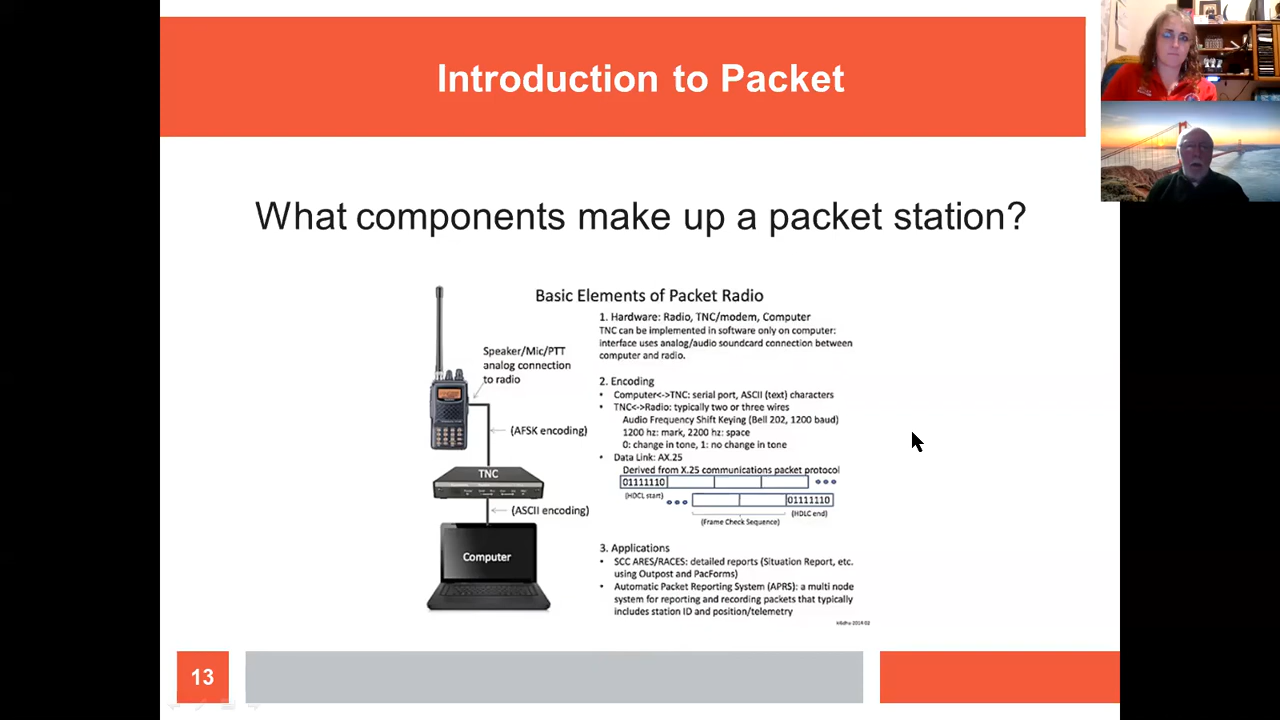 Introduction to Packet
What components make up a packet station?
Basic Elements of Packet Radio
Speaker/Mic/PTT
analog connection
to radio
(AFSK encoding)
TNC
(ASCII encoding)
Computer
1. Hardware: Radio, TNC/modem, Computer
TNC can be implemented in software only on computer:
interface uses analog/audio soundcard connection between
computer and radio.
2. Encoding
• Computer<->TNC: serial port, ASCII (text) characters
• TNC<->Radio: typically two or three wires
Audio Frequency Shift Keying (Bell 202, 1200 baud)
1200 hz: mark, 2200 hz: space
0: change in tone, 1: no change in tone
• Data Link: AX.25
Derived from X.25 communications packet protocol
01111110
(HDCL start)
01111110
(Frame Check Sequence)
(HDLC end)
3. Applications
• SCC ARES/RACES: detailed reports (Situation Report, etc.
using Outpost and PacForms)
• Automatic Packet Reporting System (APRS): a multi node
system for reporting and recording packets that typically
includes station ID and position/telemetry
13